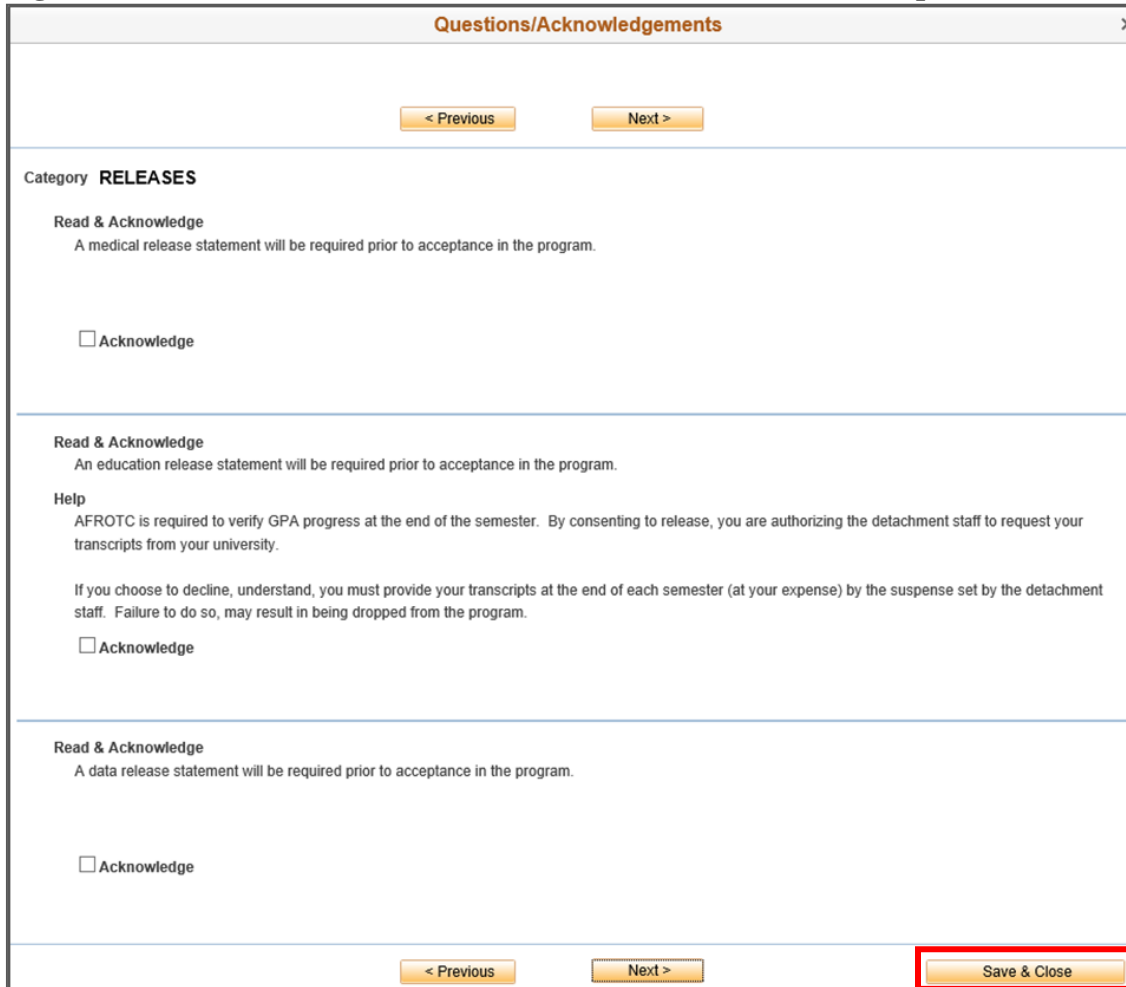 Questions/Acknowledgements
< Previous Next >
Category RELEASES
Read & Acknowledge
A medical release statement will be required prior to acceptance in the program.
Acknowledge
Read & Acknowledge
An education release statement will be required prior to acceptance in the program.
Help
AFROTC is required to verify GPA progress at the end of the semester. By consenting to release, you are authorizing the detachment staff to request your
transcripts from your university.
If you choose to decline, understand, you must provide your transcripts at the end of each semester (at your expense) by the suspense set by the detachment
staff. Failure to do so, may result in being dropped from the program.
Acknowledge
Read & Acknowledge
A data release statement will be required prior to acceptance in the program.
Acknowledge
< Previous Next > Save & Close